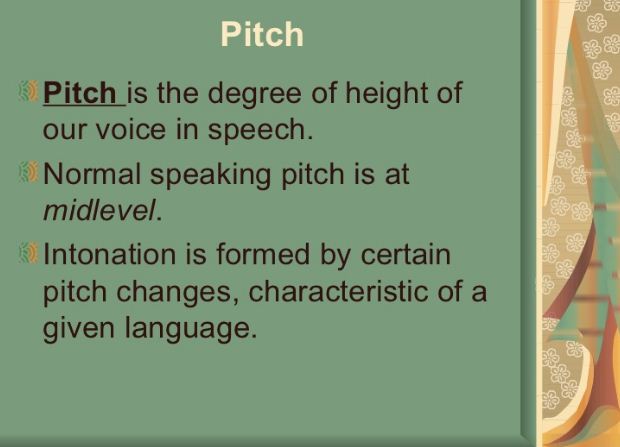 Pitch
Pitch is the degree of height of
our voice in speech.
Normal speaking pitch is at
midlevel.
Intonation is formed by certain
pitch changes, characteristic of a
given language.